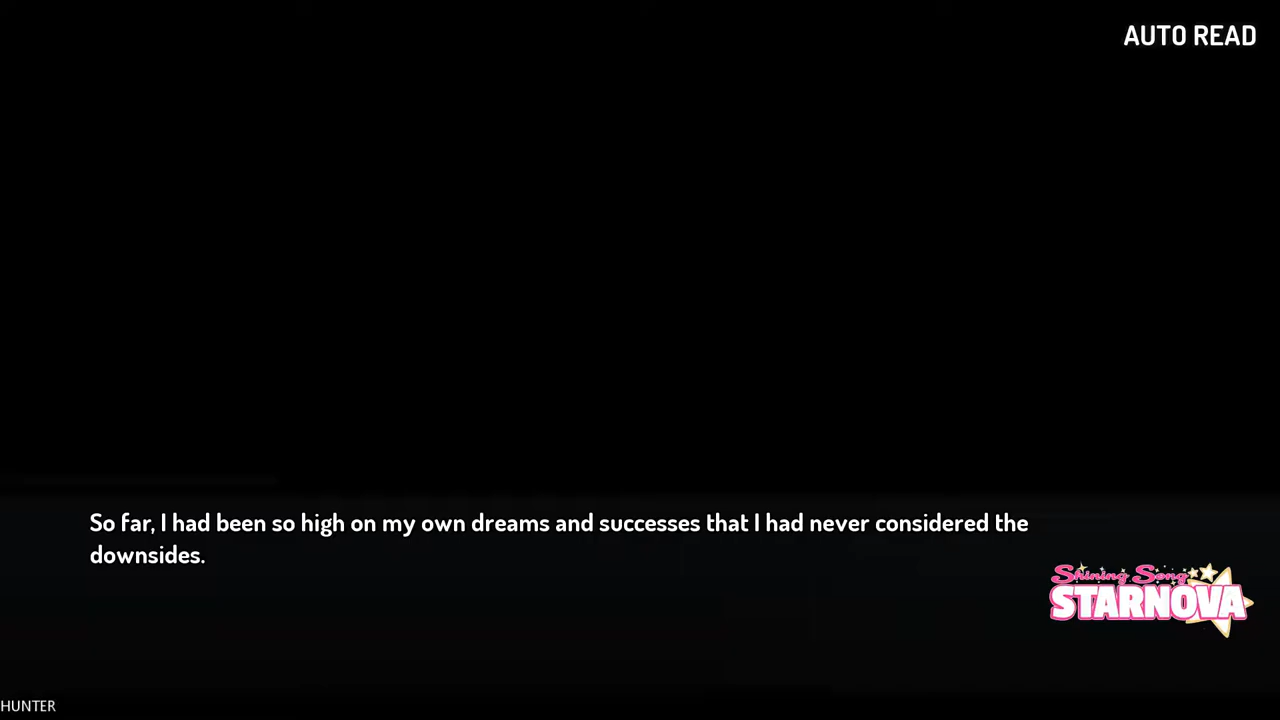 AUTO READ
So far, I had been so high on my own dreams and successes that I had never considered the
downsides.
Shining Song
STARNOVA
HUNTER